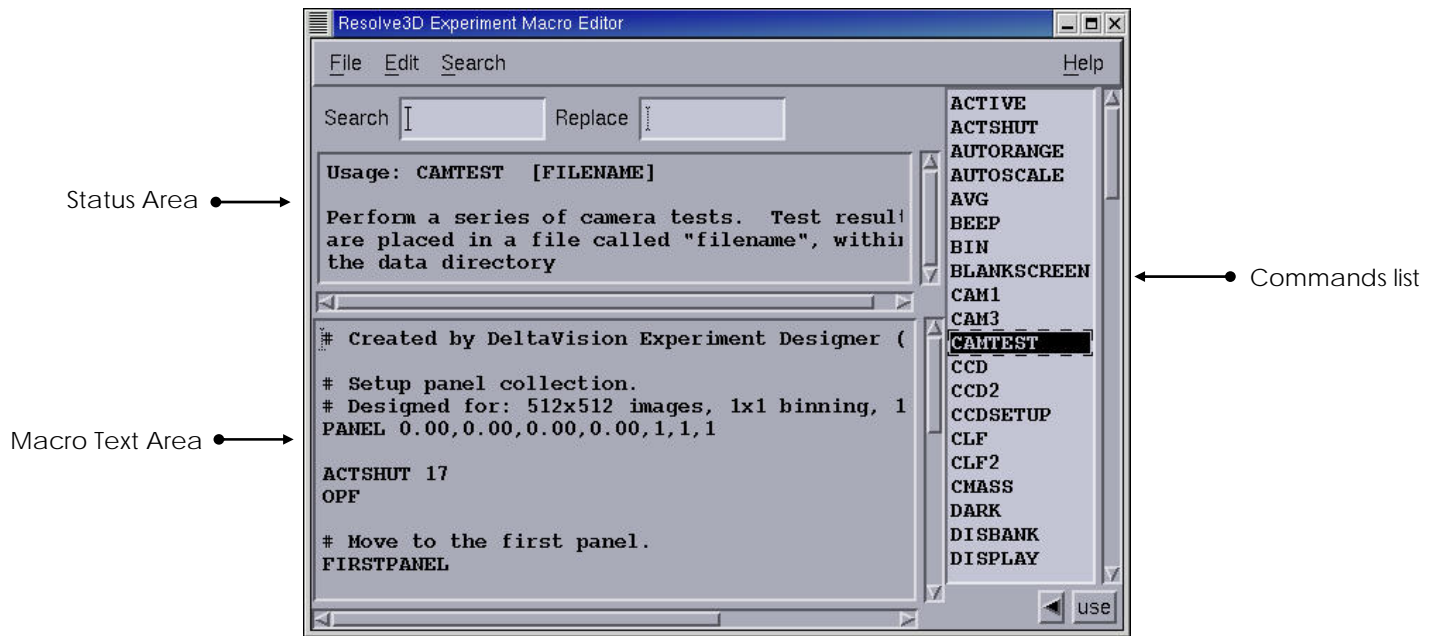 Resolve3D Experiment Macro Editor
File Edit Search Help
Search Replace
Usage: CAMTEST [FILENAME]
Perform a series of camera tests. Test result
are placed in a file called "filename", within
the data directory
# Created by DeltaVision Experiment Designer (
# Setup panel collection.
# Designed for: 512x512 images, 1x1 binning, 1
PANEL 0.00,0.00,0.00,0.00,1,1,1
ACTSHUT 17
OPF
# Move to the first panel.
FIRSTPANEL
ACTIVE
ACTSHUT
AUTORANGE
AUTOSCALE
AVG
BEEP
BIN
BLANKSCREEN
CAM1
CAM3
CAMTEST
CCD
CCD2
CCDSETUP
CLF
CLF2
CMASS
DARK
DISBANK
DISPLAY
use
Status Area
Macro Text Area
Commands list